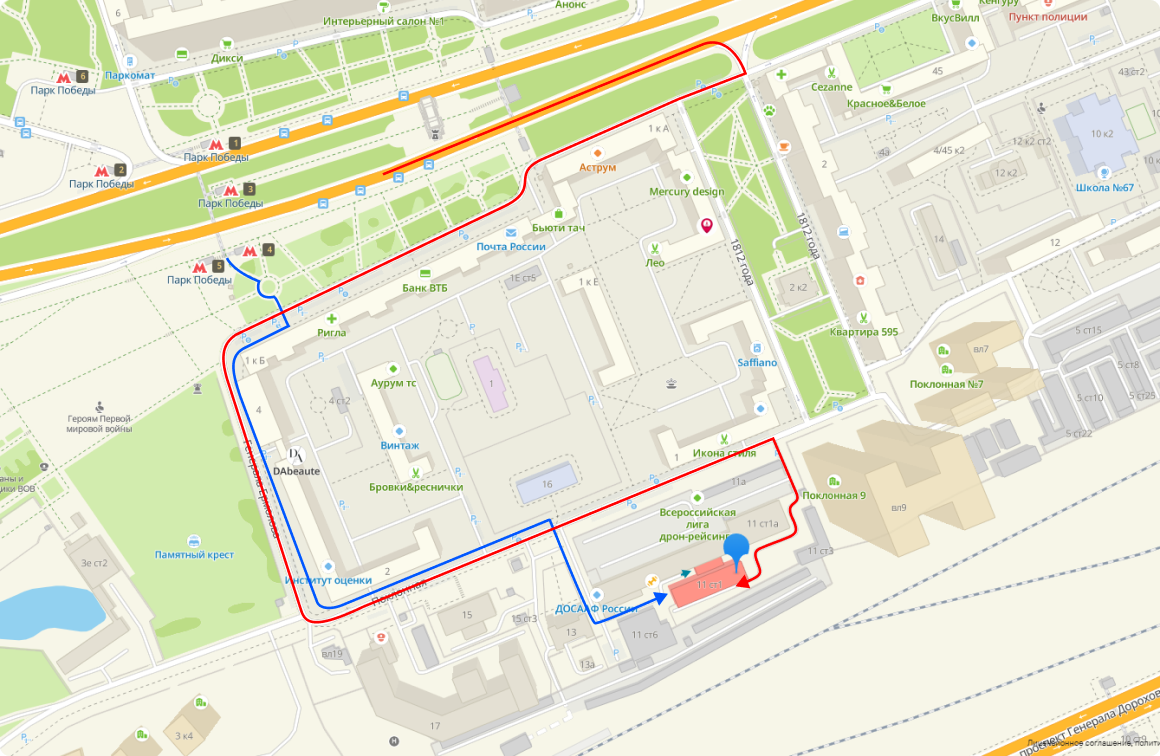 Анонс
Кенгуру
6
Интерьерный салон №1
ВкусВилл
Пункт полиции
Дикси
Паркомат
6
Парк Победы
Cezanne
45
43 ст2
Красное&Белое
1 к А
Аструм
4а
4/45 к2
12 к2 ст2
10 к2
1
Парк Победы
2
Парк Победы
2
12 к2
Школа №67
3
Парк Победы
Mercury design
Бьюти тач
Почта России
1812 года
1812 года
14
12
4
5
Парк Победы
Лео
1Е ст5
Банк ВТБ
1 к Е
2 к2
Ригла
Квартира 595
5 ст15
1 к Б
вл7
Saffiano
5 ст8
Аурум тс
1
Поклонная №7
5 ст10
5 ст25
4 ст2
4
Героям Первой
мировой войны
5 ст22
Винтаж
DAbeaute
Генерала Ермолова
1
Икона стиля
Бровки&реснички
16
11а
Поклонная 9
вл9
Всероссийская
лига
дрон-рейсинг
11 ст1а
Памятный крест
3е ст2
11 ст3
Институт оценки
2
Поклонная
11 ст1
ДОСААФ России
15
15 ст3
13
11 ст6
вл19
13а
17
3 к4
проспект Генерала Дорохова